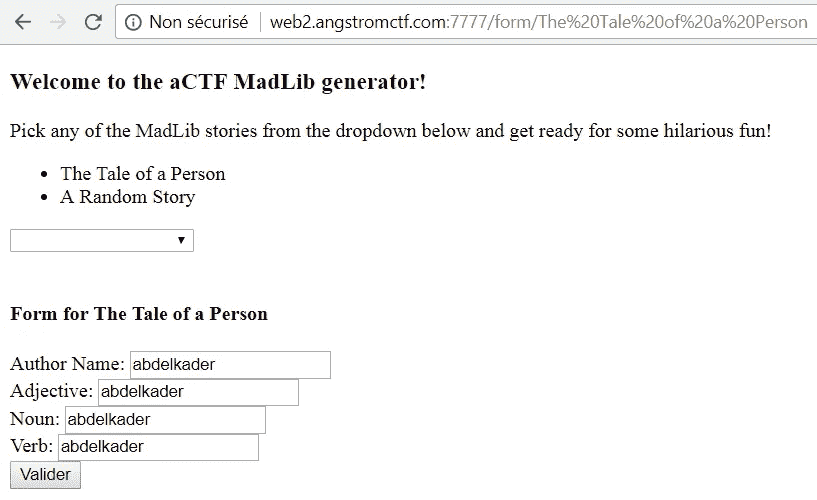 Non sécurisé web2.angstromctf.com:7777/form/The%20Tale%20of%20a%20Person
Welcome to the aCTF MadLib generator!
Pick any of the MadLib stories from the dropdown below and get ready for some hilarious fun!
• The Tale of a Person
• A Random Story
Form for The Tale of a Person
Author Name: abdelkader
Adjective: abdelkader
Noun: abdelkader
Verb: abdelkader
Valider